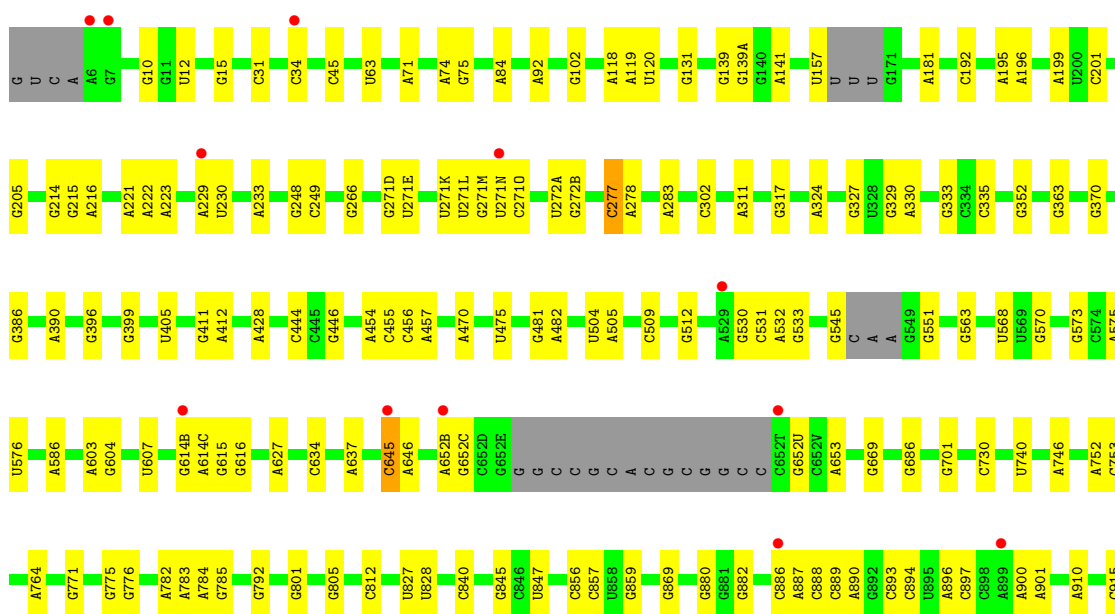 G U C A A6 G7 G10 G11 U12 G15 C31 C34 C45 U63 A71 A74 G75 A84 A92 G102 A118 A119 U120 G131 G139 G139A G140 A141 U157 U U U G171 A181 C192 A195 A196 A199 U200 C201
G205 G214 G215 A216 A221 A222 A223 A229 U230 A233 G248 C249 G266 G271D U271E U271K U271L G271M U271N C271O U272A G272B C277 A278 A283 C302 A311 G317 A324 G327 U328 G329 A330 G333 C334 C335 G352 G363 G370
G386 A390 G396 G399 U405 G411 A412 A428 C444 C445 G446 A454 C455 C456 A457 A470 U475 G481 A482 U504 A505 C509 G512 A529 G530 C531 A532 G533 G545 C A A G549 G551 G563 U568 U569 G570 G573 C574 A575
U576 A586 A603 G604 U607 G614B A614C G615 G616 A627 C634 A637 C645 A646 A652B G652C C652D G652E G G C C G C A C G C G G C C C652T G652U C652V A653 G669 G686 G701 C730 U740 A746 A752 C753
A764 G771 G775 G776 A782 A783 A784 G785 G792 G801 G805 C812 U827 U828 C840 G845 C846 U847 C856 C857 U858 G859 G869 G880 G881 G882 C886 A887 C888 C889 A890 G892 C893 C894 U895 A896 C897 C898 A899 A900 A901 A910